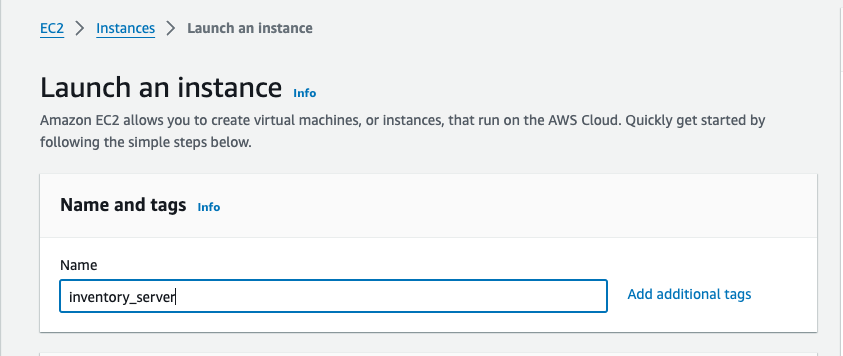 EC2 > Instances > Launch an instance
Launch an instance Info
Amazon EC2 allows you to create virtual machines, or instances, that run on the AWS Cloud. Quickly get started by
following the simple steps below.
Name and tags Info
Name
inventory_server Add additional tags